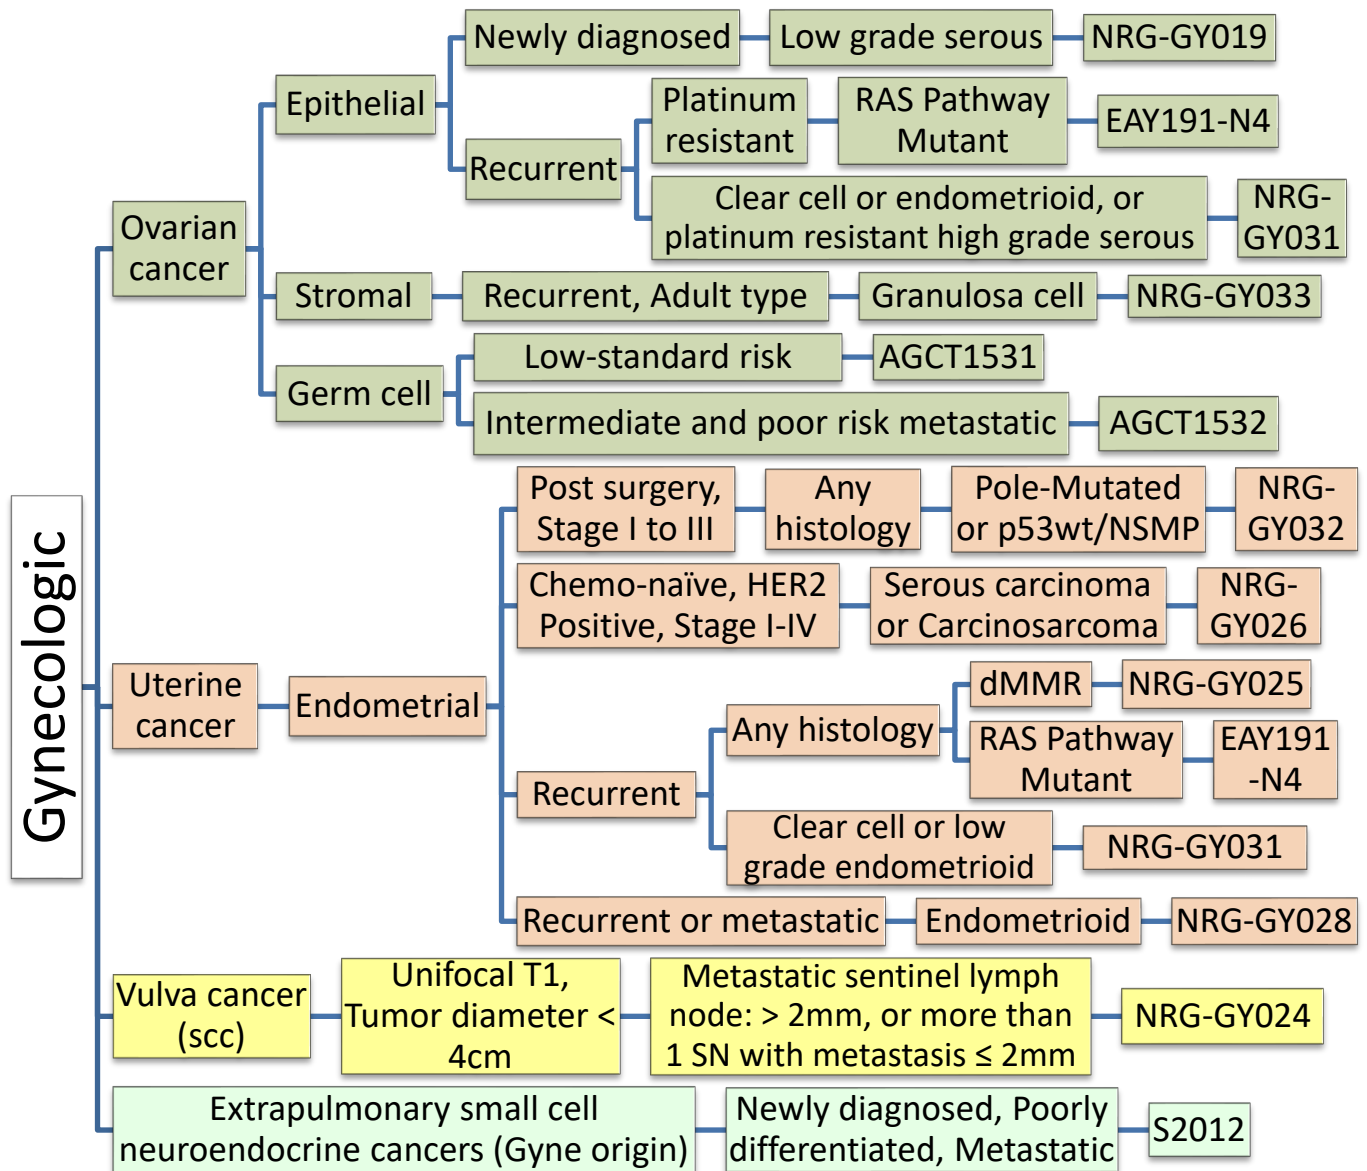 Gynecologic
Ovarian
cancer
Epithelial
Newly diagnosed
Low grade serous
NRG-GY019
Recurrent
Platinum
resistant
RAS Pathway
Mutant
EAY191-N4
Clear cell or endometrioid, or
platinum resistant high grade serous
NRG-
GY031
Stromal
Recurrent, Adult type
Granulosa cell
NRG-GY033
Germ cell
Low-standard risk
AGCT1531
Intermediate and poor risk metastatic
AGCT1532
Uterine
cancer
Endometrial
Post surgery,
Stage I to III
Any
histology
Pole-Mutated
or p53wt/NSMP
NRG-
GY032
Chemo-naïve, HER2
Positive, Stage I-IV
Serous carcinoma
or Carcinosarcoma
NRG-
GY026
Recurrent
Any histology
dMMR
NRG-GY025
RAS Pathway
Mutant
EAY191
-N4
Clear cell or low
grade endometrioid
NRG-GY031
Recurrent or metastatic
Endometrioid
NRG-GY028
Vulva cancer
(scc)
Unifocal T1,
Tumor diameter <
4cm
Metastatic sentinel lymph
node: > 2mm, or more than
1 SN with metastasis ≤ 2mm
NRG-GY024
Extrapulmonary small cell
neuroendocrine cancers (Gyne origin)
Newly diagnosed, Poorly
differentiated, Metastatic
S2012